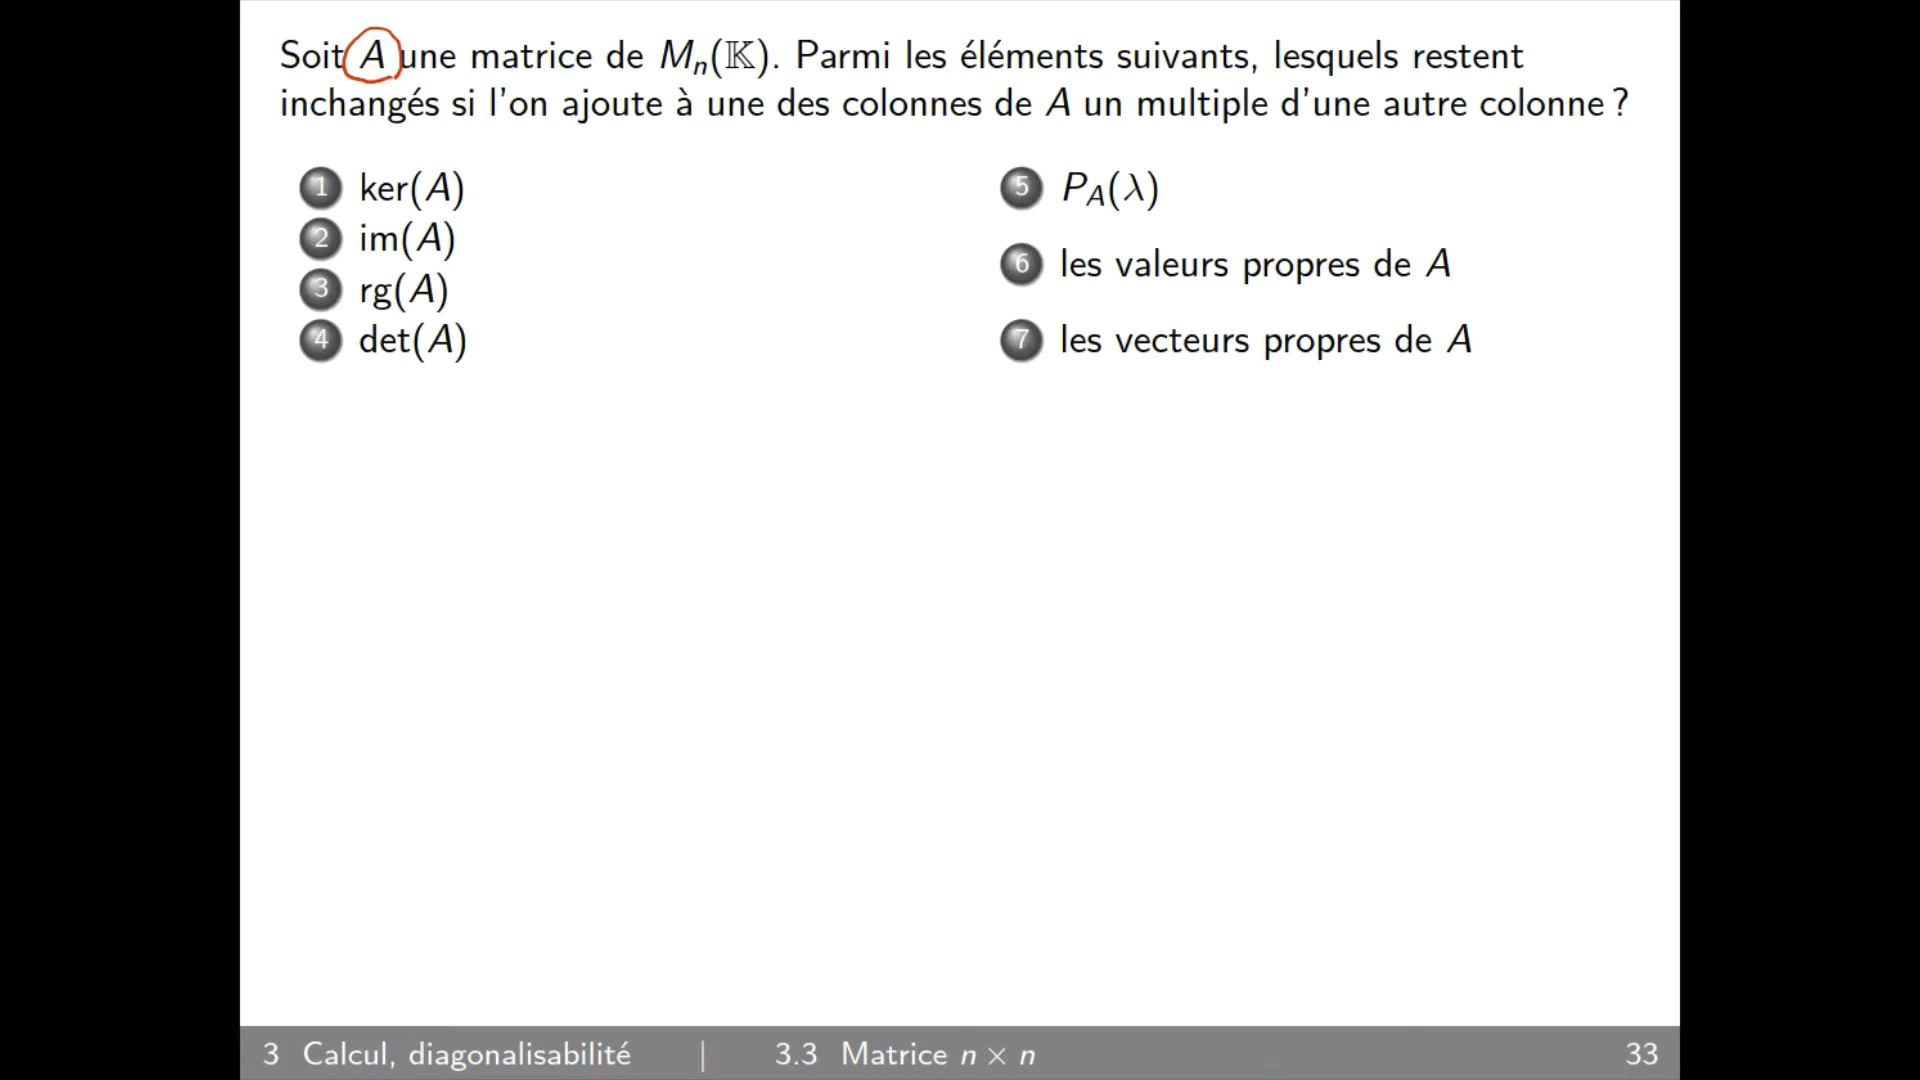 Soit A une matrice de Mₙ(𝕂). Parmi les éléments suivants, lesquels restent
inchangés si l'on ajoute à une des colonnes de A un multiple d'une autre colonne ?
1 ker(A)
2 im(A)
3 rg(A)
4 det(A)
5 P_A(λ)
6 les valeurs propres de A
7 les vecteurs propres de A
3 Calcul, diagonalisabilité | 3.3 Matrice n × n 33